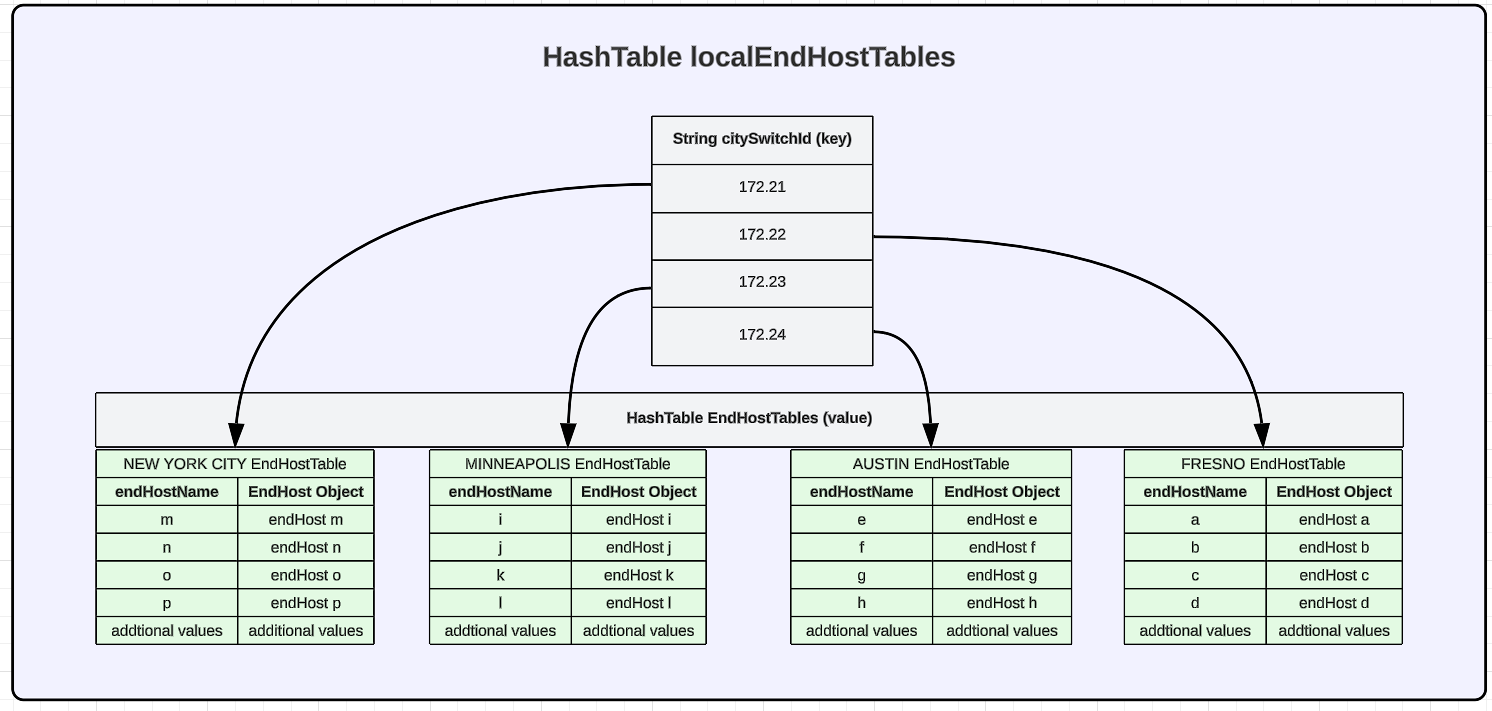 HashTable localEndHostTables
String citySwitchId (key)
172.21
172.22
172.23
172.24
HashTable EndHostTables (value)
NEW YORK CITY EndHostTable
endHostName EndHost Object
m endHost m
n endHost n
o endHost o
p endHost p
addtional values additional values
MINNEAPOLIS EndHostTable
endHostName EndHost Object
i endHost i
j endHost j
k endHost k
l endHost l
addtional values addtional values
AUSTIN EndHostTable
endHostName EndHost Object
e endHost e
f endHost f
g endHost g
h endHost h
addtional values addtional values
FRESNO EndHostTable
endHostName EndHost Object
a endHost a
b endHost b
c endHost c
d endHost d
addtional values addtional values